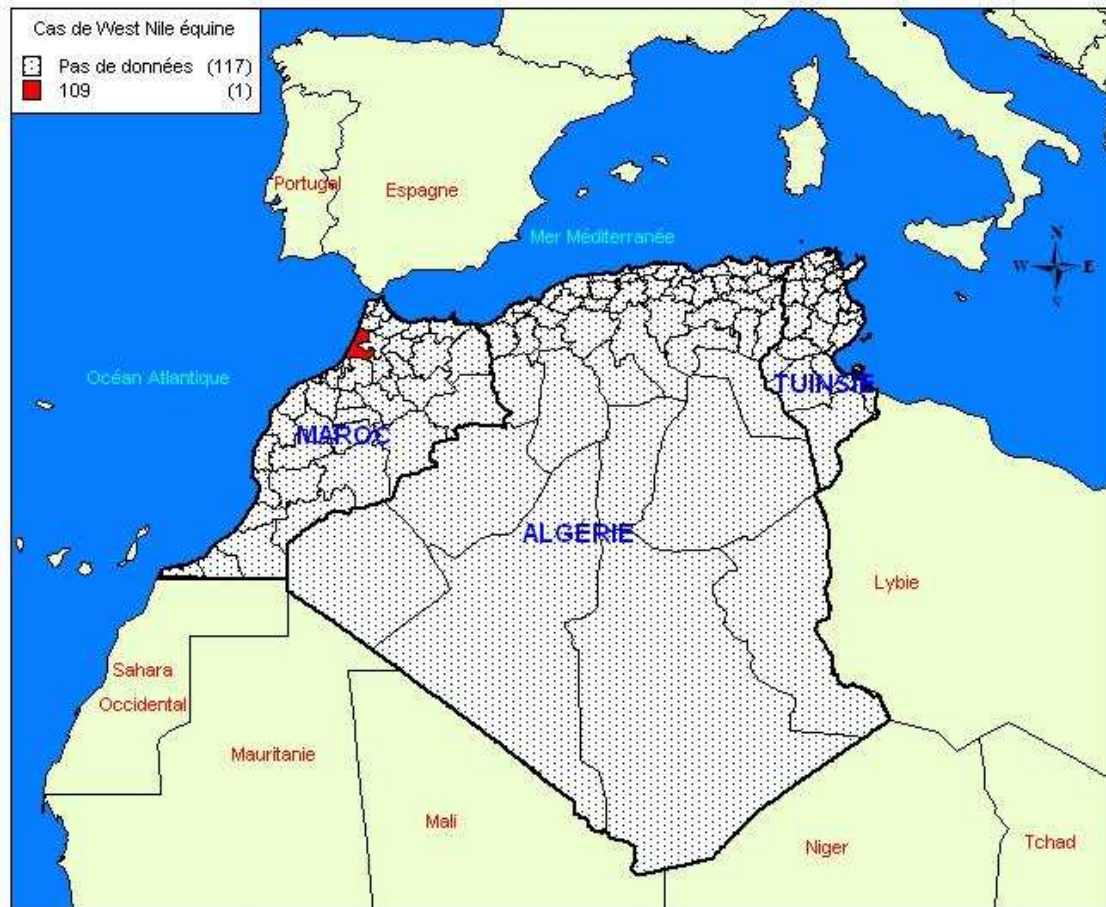 Cas de West Nile équine
Pas de données (117)
109 (1)
Portugal
Espagne
Mer Méditerranée
N
W E
S
Océan Atlantique
TUINSIE
MAROC
ALGERIE
Lybie
Sahara
Occidental
Mauritanie
Mali
Niger
Tchad